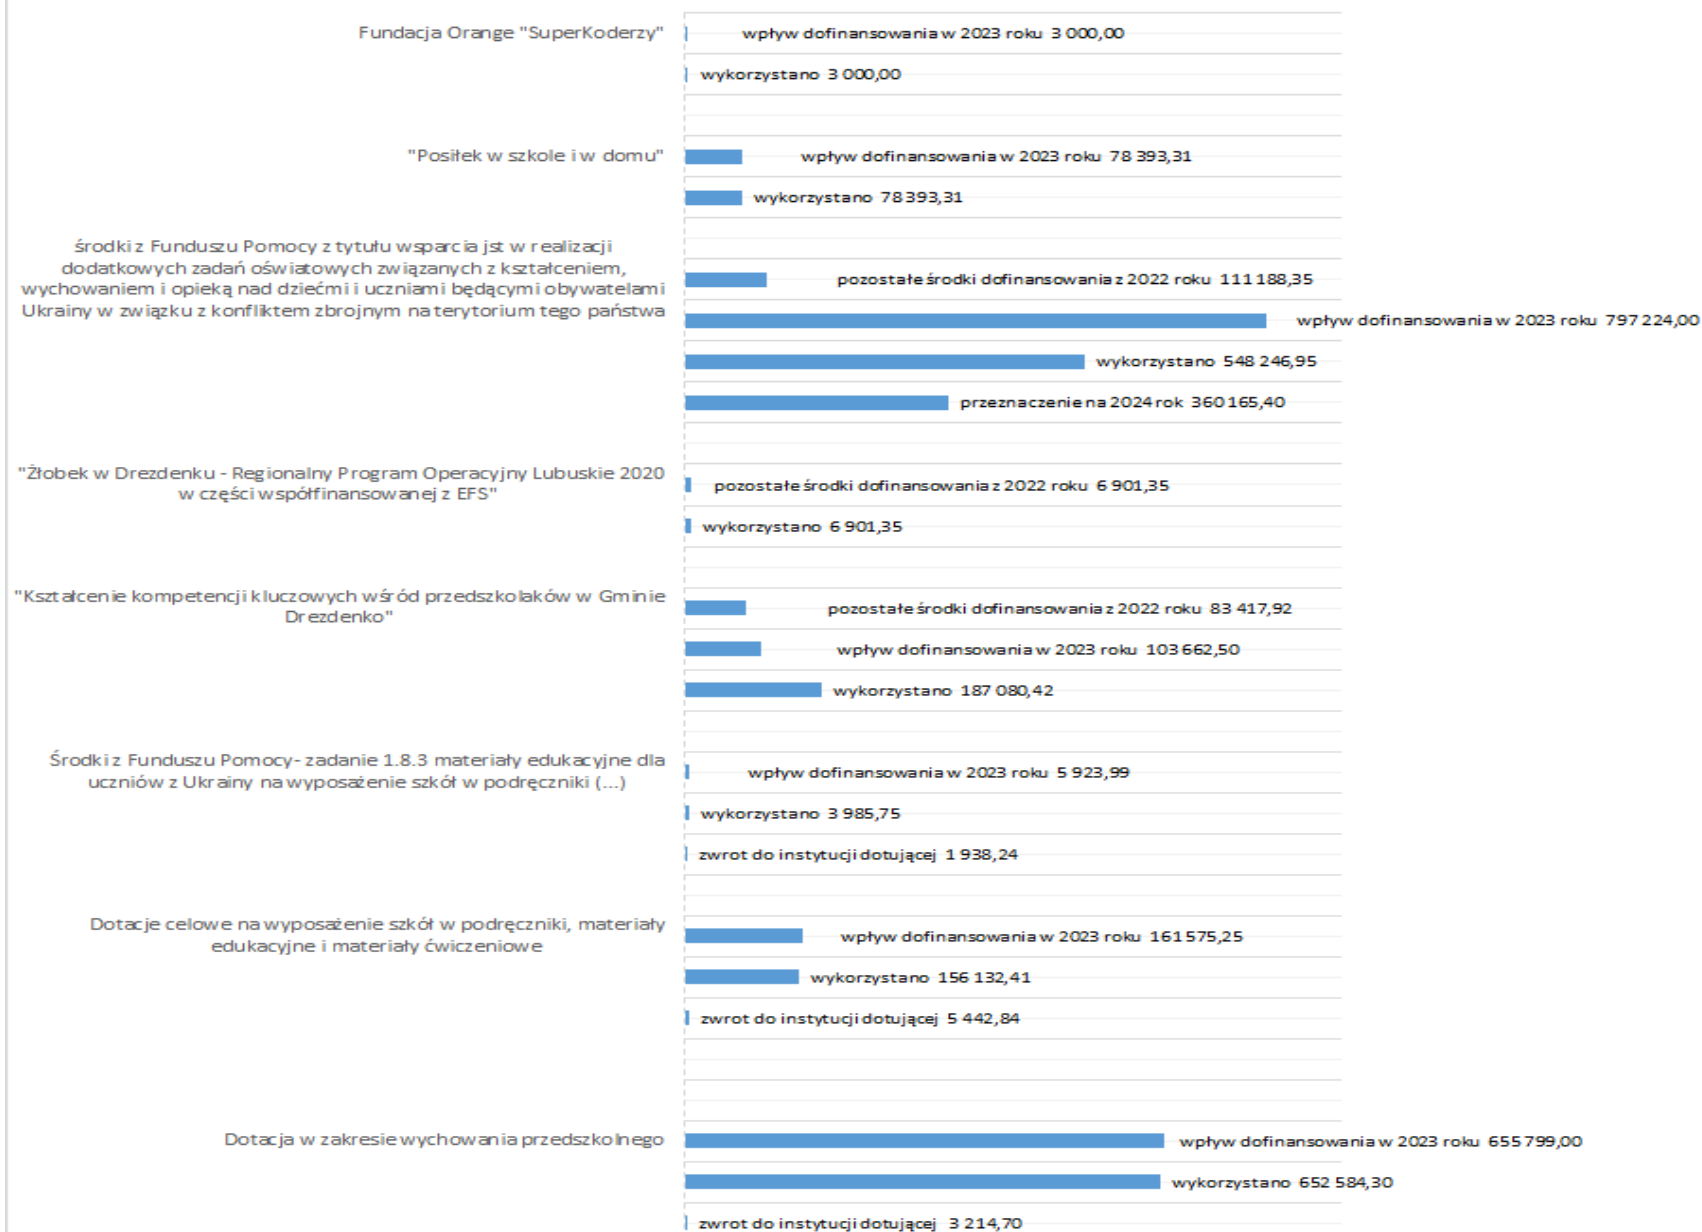 Fundacja Orange "SuperKoderzy"
wpływ dofinansowania w 2023 roku 3 000,00
wykorzystano 3 000,00
"Posiłek w szkole i w domu"
wpływ dofinansowania w 2023 roku 78 393,31
wykorzystano 78 393,31
środki z Funduszu Pomocy z tytułu wsparcia jst w realizacji
dodatkowych zadań oświatowych związanych z kształceniem,
wychowaniem i opieką nad dziećmi i uczniami będącymi obywatelami
Ukrainy w związku z konfliktem zbrojnym na terytorium tego państwa
pozostałe środki dofinansowania z 2022 roku 111 188,35
wpływ dofinansowania w 2023 roku 797 224,00
wykorzystano 548 246,95
przeznaczenie na 2024 rok 360 165,40
"Żłobek w Drezdenku - Regionalny Program Operacyjny Lubuskie 2020
w części współfinansowanej z EFS"
pozostałe środki dofinansowania z 2022 roku 6 901,35
wykorzystano 6 901,35
"Kształcenie kompetencji kluczowych wśród przedszkolaków w Gminie
Drezdenko"
pozostałe środki dofinansowania z 2022 roku 83 417,92
wpływ dofinansowania w 2023 roku 103 662,50
wykorzystano 187 080,42
Środki z Funduszu Pomocy- zadanie 1.8.3 materiały edukacyjne dla
uczniów z Ukrainy na wyposażenie szkół w podręczniki (...)
wpływ dofinansowania w 2023 roku 5 923,99
wykorzystano 3 985,75
zwrot do instytucji dotującej 1 938,24
Dotacje celowe na wyposażenie szkół w podręczniki, materiały
edukacyjne i materiały ćwiczeniowe
wpływ dofinansowania w 2023 roku 161 575,25
wykorzystano 156 132,41
zwrot do instytucji dotującej 5 442,84
Dotacja w zakresie wychowania przedszkolnego
wpływ dofinansowania w 2023 roku 655 799,00
wykorzystano 652 584,30
zwrot do instytucji dotującej 3 214,70